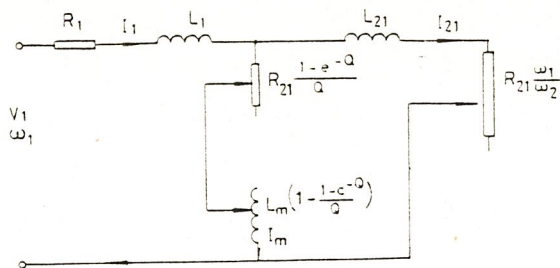 R1
I1
L1
L21
I21
R21 1-e^-Q / Q
R21 ω1 / ω2
V1
ω1
Lm(1 - 1-c^-Q / Q)
Im